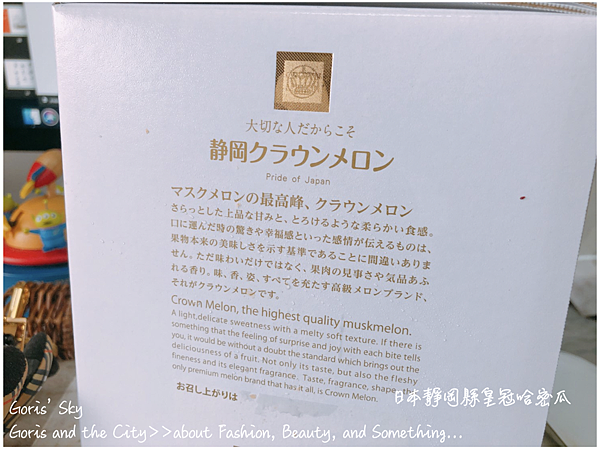 大切な人だからこそ
静岡クラウンメロン
Pride of Japan
マスクメロンの最高峰、クラウンメロン
さらっとした上品な甘みと、とろけるような柔らかい食感。
口に運んだ時の驚きや幸福感といった感情が伝えるものは、
果物本来の美味しさを示す基準であることに間違いありま
せん。ただ味わいだけではなく、果肉の見事さや気品あふ
れる香り。味、香、姿、すべてを充たす高級メロンブランド、
それがクラウンメロンです。
Crown Melon, the highest quality muskmelon.
A light,delicate sweetness with a melty soft texture. If there is
something that the feeling of surprise and joy with each bite tells
you, it would be without a doubt the standard which brings out the
deliciousness of a fruit. Not only its taste, but also the fleshy
fineness and its elegant fragrance. Taste, fragrance, shape
only premium melon brand that has it all, is Crown Melon.
お召し上がりは
日本靜岡縣皇冠哈密瓜
Goris' Sky
Goris and the City>>about Fashion, Beauty, and Something...